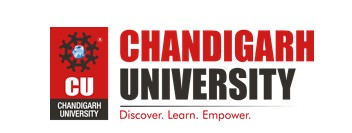 CU
CHANDIGARH
UNIVERSITY
CHANDIGARH
UNIVERSITY
Discover. Learn. Empower.